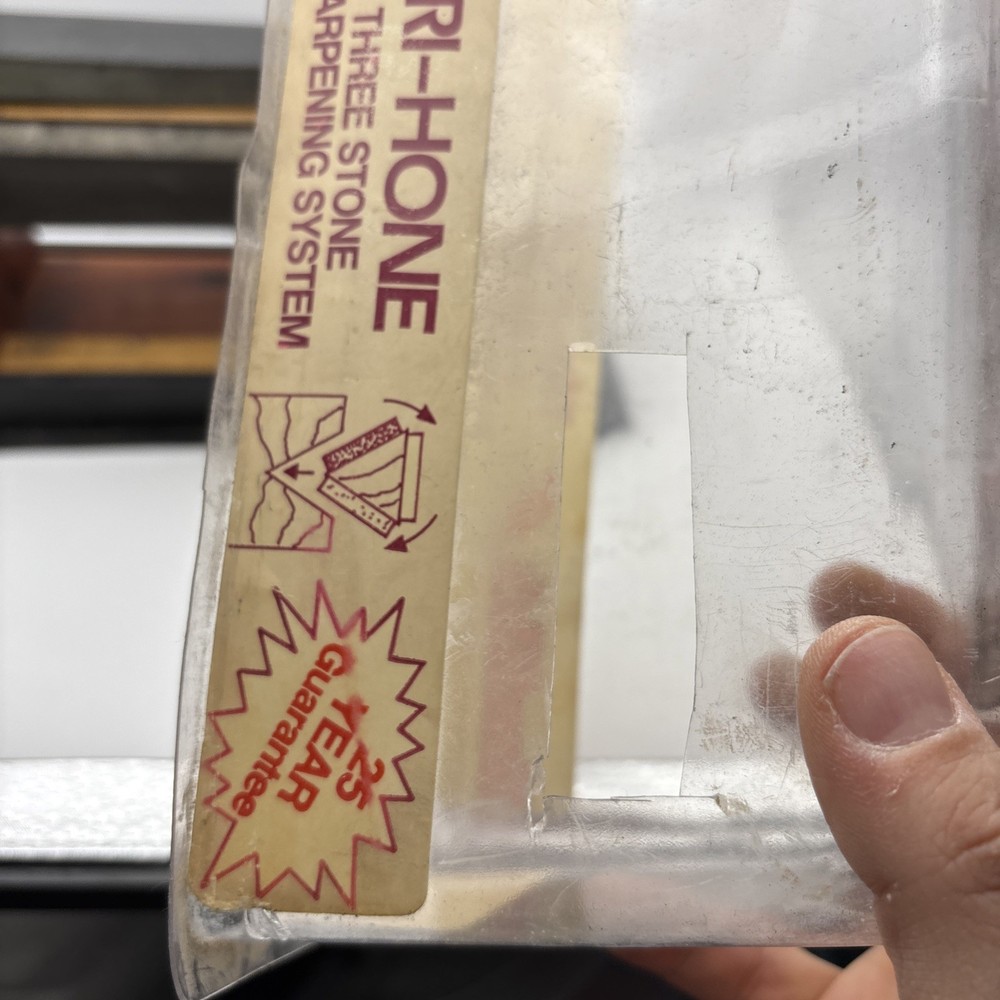 RI-HONE
THREE STONE
ARPENING SYSTEM
25
YEAR
Guarantee